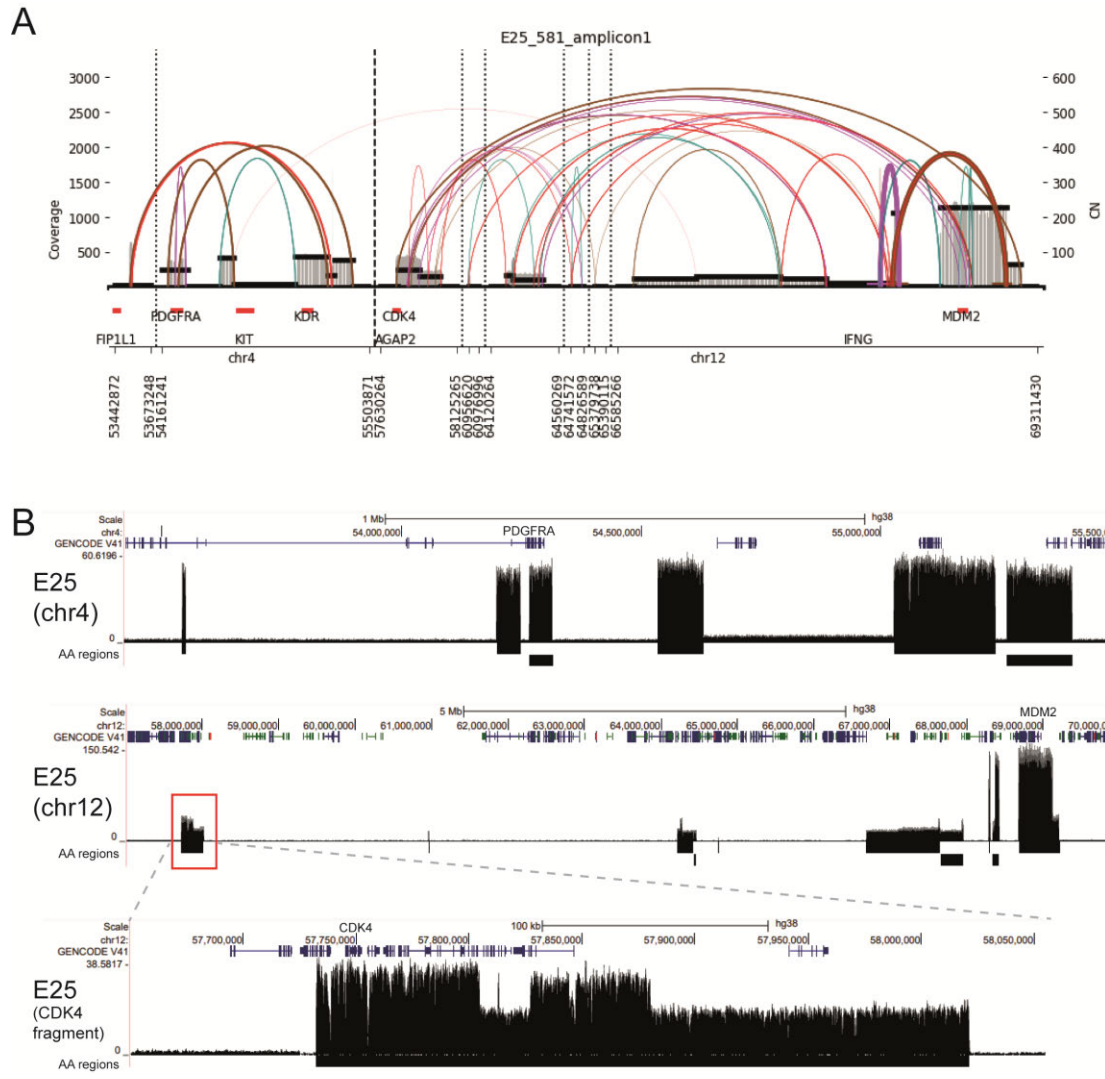 A
E25_581_amplicon1
3000
2500
2000
1500
1000
500
Coverage
600
500
400
300
200
100
CN
PDGFRA KDR CDK4 MDM2
FIP1L1 KIT AGAP2 IFNG
chr4 chr12
53442872
53673248
54161241
55503871
57630264
58125265
60956620
60976996
64120264
64560269
64741572
64826589
65379738
65390115
66585266
69311430
B
Scale 1 Mb hg38
chr4: 54,000,000 54,500,000 55,000,000 55,500
PDGFRA
GENCODE V41
60.6196
E25
(chr4)
0
AA regions
Scale 5 Mb hg38
chr12: 58,000,000 59,000,000 60,000,000 61,000,000 62,000,000 63,000,000 64,000,000 65,000,000 66,000,000 67,000,000 68,000,000 69,000,000 70,000,00
MDM2
GENCODE V41
150.542
E25
(chr12)
0
AA regions
Scale 100 kb hg38
CDK4
chr12: 57,700,000 57,750,000 57,800,000 57,850,000 57,900,000 57,950,000 58,000,000 58,050,000
GENCODE V41
38.5817
E25
(CDK4
fragment)
0
AA regions